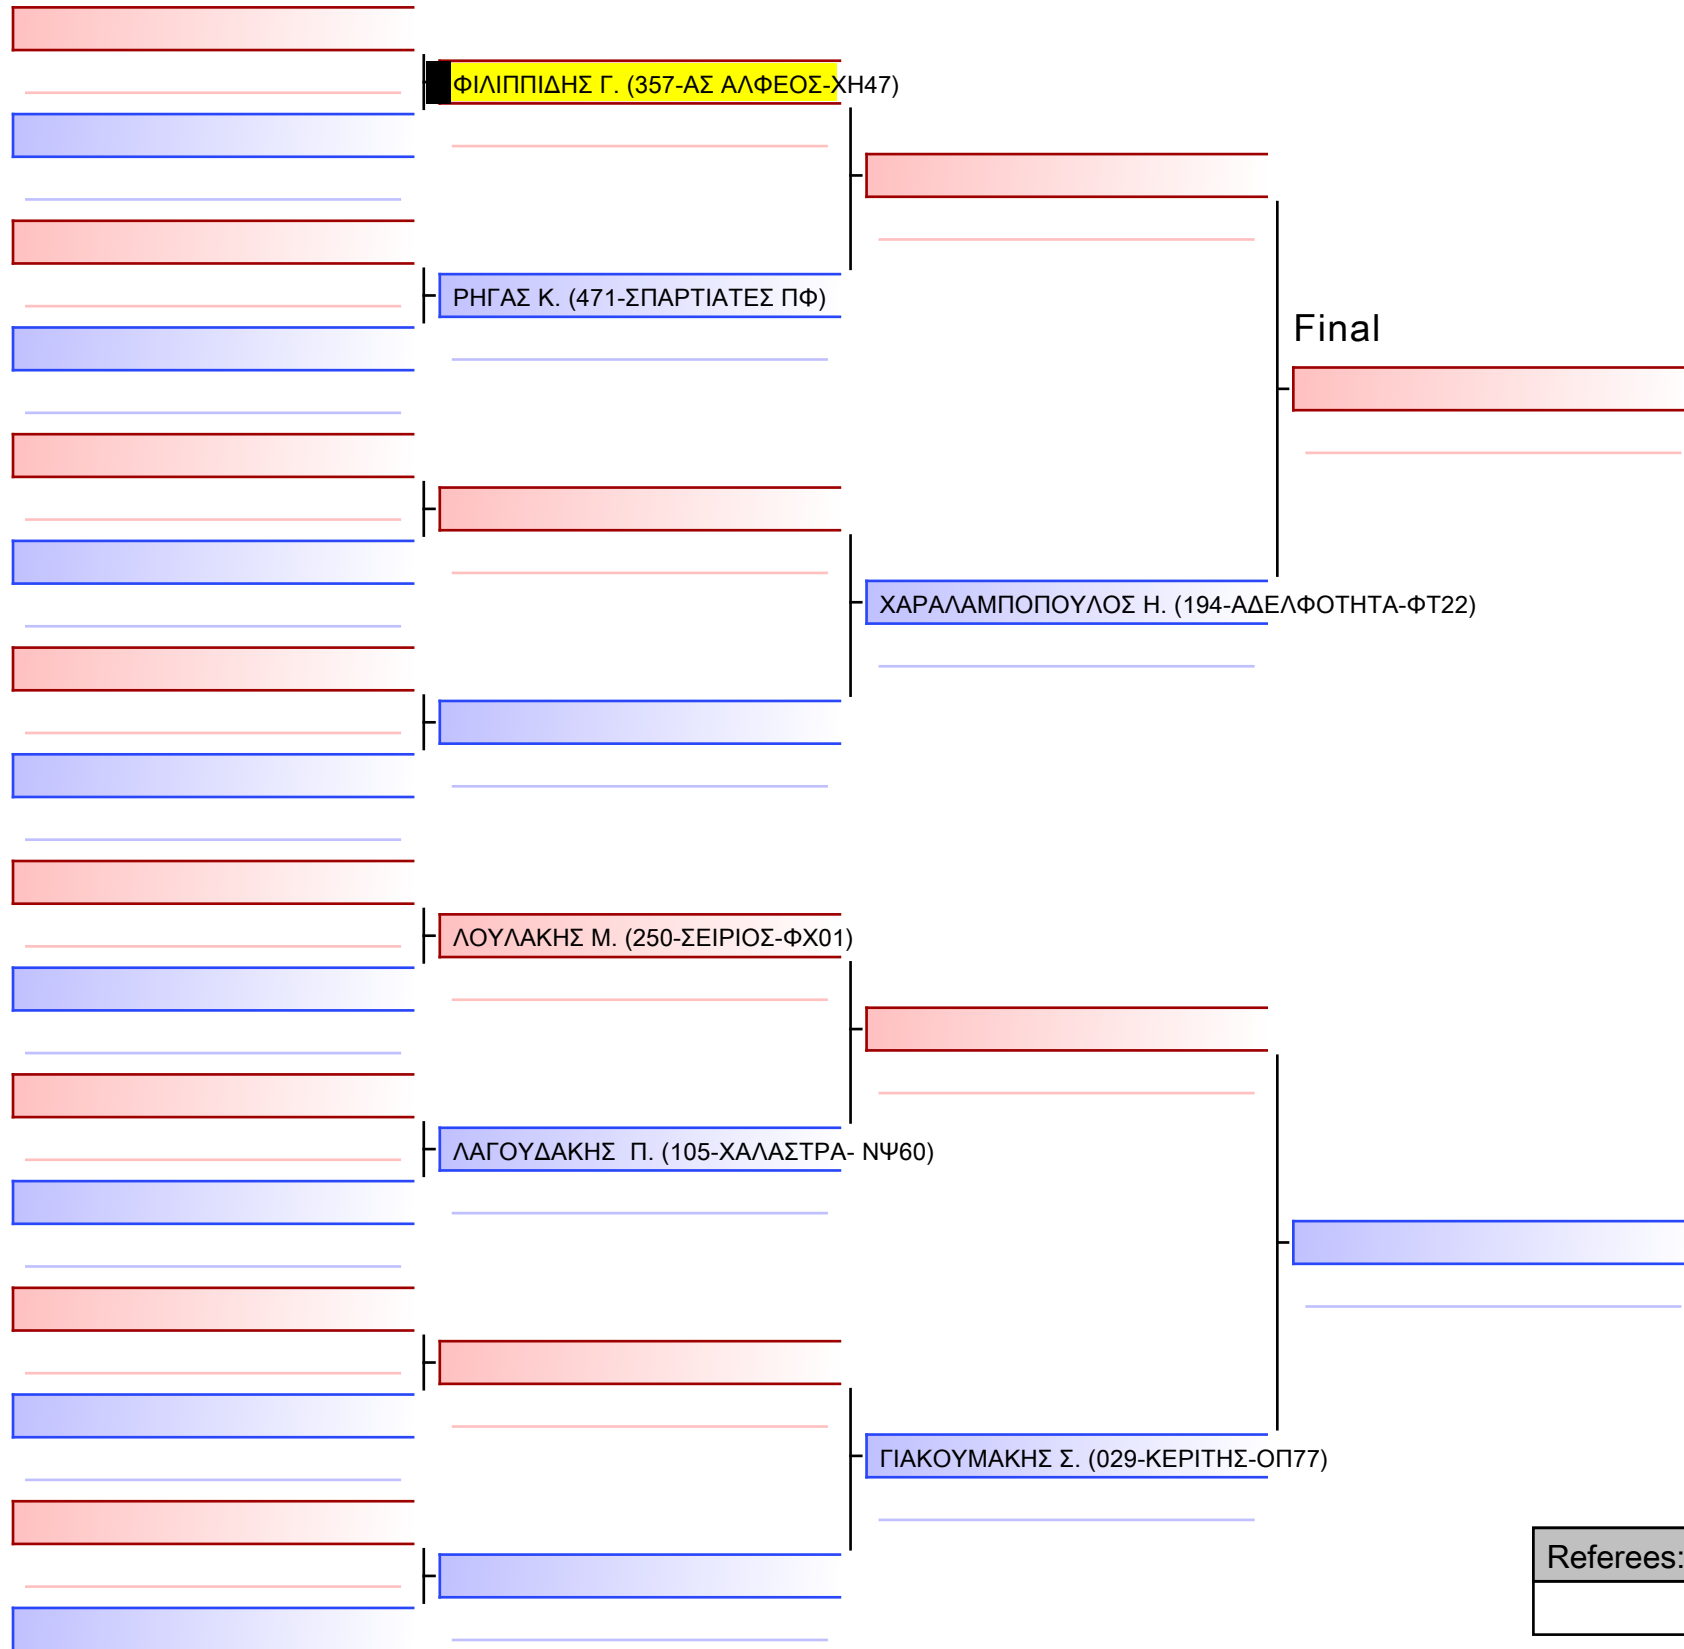 ΦΙΛΙΠΠΙΔΗΣ Γ. (357-ΑΣ ΑΛΦΕΟΣ-ΧΗ47)
ΡΗΓΑΣ Κ. (471-ΣΠΑΡΤΙΑΤΕΣ ΠΦ)
Final
ΧΑΡΑΛΑΜΠΟΠΟΥΛΟΣ Η. (194-ΑΔΕΛΦΟΤΗΤΑ-ΦΤ22)
ΛΟΥΛΑΚΗΣ Μ. (250-ΣΕΙΡΙΟΣ-ΦΧ01)
ΛΑΓΟΥΔΑΚΗΣ  Π. (105-ΧΑΛΑΣΤΡΑ- ΝΨ60)
ΓΙΑΚΟΥΜΑΚΗΣ Σ. (029-ΚΕΡΙΤΗΣ-ΟΠ77)
Referees: